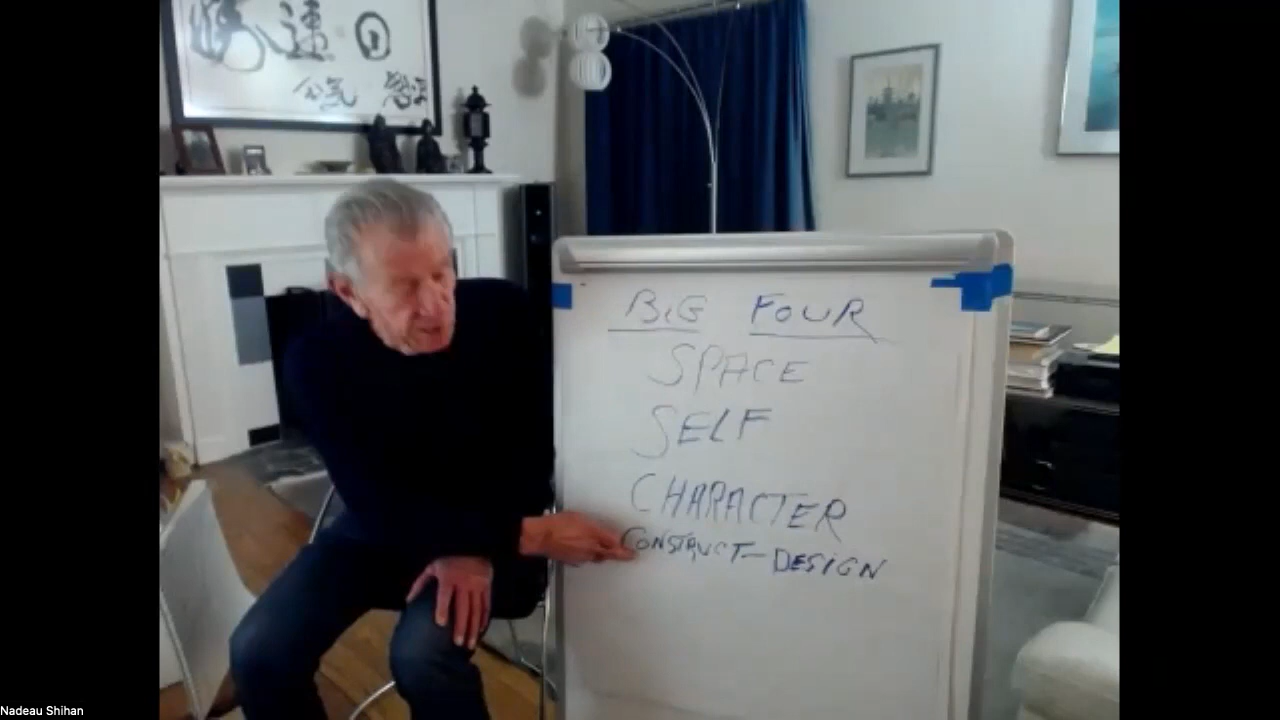 BIG FOUR
SPACE
SELF
CHARACTER
CONSTRUCT-DESIGN
Nadeau Shihan